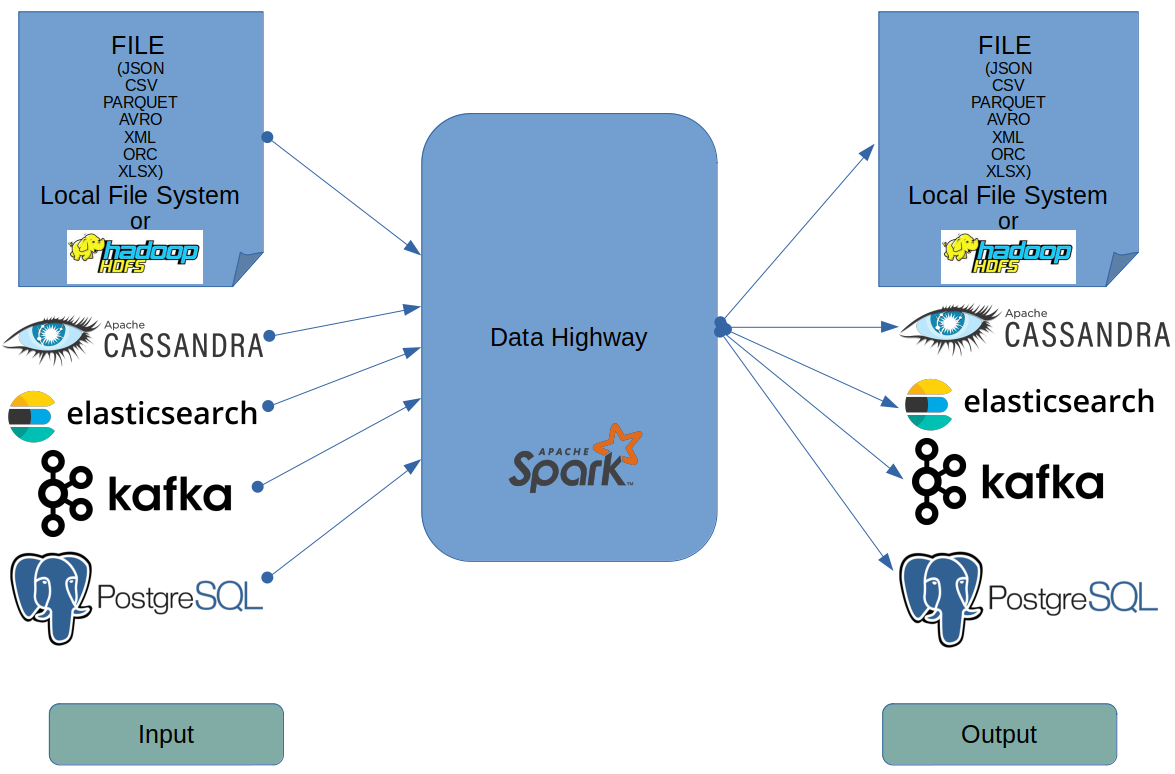 FILE
(JSON
CSV
PARQUET
AVRO
XML
ORC
XLSX)
Local File System
or
hadoop
HDFS
Apache
CASSANDRA
elasticsearch
kafka
PostgreSQL
Input
Data Highway
APACHE
Spark™
FILE
(JSON
CSV
PARQUET
AVRO
XML
ORC
XLSX)
Local File System
or
hadoop
HDFS
Apache
CASSANDRA
elasticsearch
kafka
PostgreSQL
Output